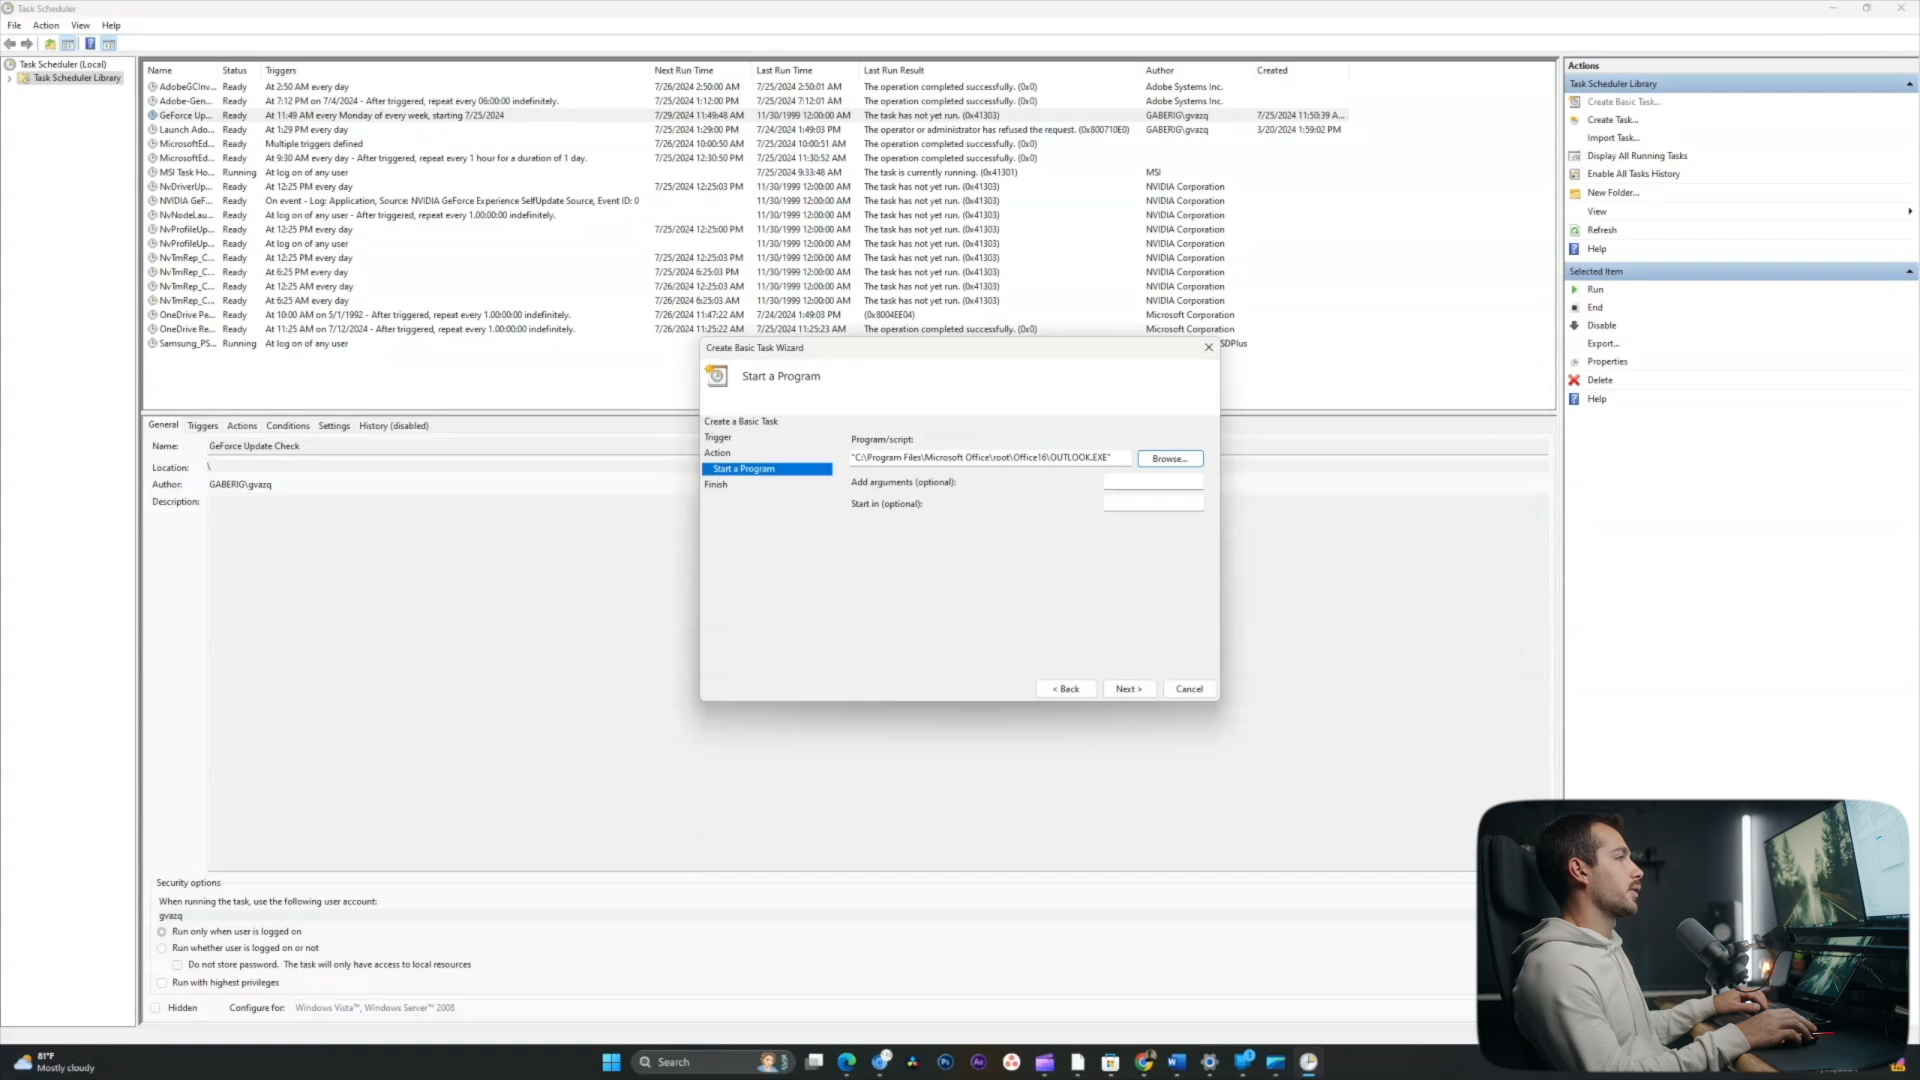 Task Scheduler
File Action View Help
Task Scheduler (Local)
Task Scheduler Library
Name Status Triggers Next Run Time Last Run Time Last Run Result Author Created
AdobeGCInv... Ready At 2:50 AM every day 7/26/2024 2:50:00 AM 7/25/2024 2:50:01 AM The operation completed successfully. (0x0) Adobe Systems Inc.
Adobe-Gen... Ready At 7:12 PM on 7/4/2024 - After triggered, repeat every 06:00:00 indefinitely. 7/25/2024 1:12:00 PM 7/25/2024 7:12:01 AM The operation completed successfully. (0x0) Adobe Systems Inc.
GeForce Up... Ready At 11:49 AM every Monday of every week, starting 7/25/2024 7/29/2024 11:49:48 AM 11/30/1999 12:00:00 AM The task has not yet run. (0x41303) GABERIG\gvazq 7/25/2024 11:50:39 A...
Launch Ado... Ready At 1:29 PM every day 7/25/2024 1:29:00 PM 7/24/2024 1:49:03 PM The operator or administrator has refused the request. (0x800710E0) GABERIG\gvazq 3/20/2024 1:59:02 PM
MicrosoftEd... Ready Multiple triggers defined 7/26/2024 10:00:50 AM 7/25/2024 10:00:51 AM The operation completed successfully. (0x0)
MicrosoftEd... Ready At 9:30 AM every day - After triggered, repeat every 1 hour for a duration of 1 day. 7/25/2024 12:30:50 PM 7/25/2024 11:30:52 AM The operation completed successfully. (0x0)
MSI Task Ho... Running At log on of any user 7/25/2024 9:33:48 AM The task is currently running. (0x41301) MSI
NvDriverUp... Ready At 12:25 PM every day 7/25/2024 12:25:03 PM 11/30/1999 12:00:00 AM The task has not yet run. (0x41303) NVIDIA Corporation
NVIDIA GeF... Ready On event - Log: Application, Source: NVIDIA GeForce Experience SelfUpdate Source, Event ID: 0 11/30/1999 12:00:00 AM The task has not yet run. (0x41303) NVIDIA Corporation
NvNodeLau... Ready At log on of any user - After triggered, repeat every 1.00:00:00 indefinitely. 11/30/1999 12:00:00 AM The task has not yet run. (0x41303) NVIDIA Corporation
NvProfileUp... Ready At 12:25 PM every day 7/25/2024 12:25:00 PM 11/30/1999 12:00:00 AM The task has not yet run. (0x41303) NVIDIA Corporation
NvProfileUp... Ready At log on of any user 11/30/1999 12:00:00 AM The task has not yet run. (0x41303) NVIDIA Corporation
NvTmRep_C... Ready At 12:25 PM every day 7/25/2024 12:25:03 PM 11/30/1999 12:00:00 AM The task has not yet run. (0x41303) NVIDIA Corporation
NvTmRep_C... Ready At 6:25 PM every day 7/25/2024 6:25:03 PM 11/30/1999 12:00:00 AM The task has not yet run. (0x41303) NVIDIA Corporation
NvTmRep_C... Ready At 12:25 AM every day 7/26/2024 12:25:03 AM 11/30/1999 12:00:00 AM The task has not yet run. (0x41303) NVIDIA Corporation
NvTmRep_C... Ready At 6:25 AM every day 7/26/2024 6:25:03 AM 11/30/1999 12:00:00 AM The task has not yet run. (0x41303) NVIDIA Corporation
OneDrive Pe... Ready At 10:00 AM on 5/1/1992 - After triggered, repeat every 1.00:00:00 indefinitely. 7/26/2024 11:47:22 AM 7/24/2024 1:49:03 PM (0x8004EE04) Microsoft Corporation
OneDrive Re... Ready At 11:25 AM on 7/12/2024 - After triggered, repeat every 1.00:00:00 indefinitely. 7/26/2024 11:25:22 AM 7/25/2024 11:25:23 AM The operation completed successfully. (0x0) Microsoft Corporation
Samsung_PS... Running At log on of any user SDPlus
Create Basic Task Wizard
Start a Program
Create a Basic Task
Trigger
Action
Start a Program
Finish
Program/script:
"C:\Program Files\Microsoft Office\root\Office16\OUTLOOK.EXE" Browse...
Add arguments (optional):
Start in (optional):
< Back Next > Cancel
General Triggers Actions Conditions Settings History (disabled)
Name: GeForce Update Check
Location: \
Author: GABERIG\gvazq
Description:
Security options
When running the task, use the following user account:
gvazq
Run only when user is logged on
Run whether user is logged on or not
Do not store password. The task will only have access to local resources
Run with highest privileges
Hidden Configure for: Windows Vista™, Windows Server™ 2008
Actions
Task Scheduler Library
Create Basic Task...
Create Task...
Import Task...
Display All Running Tasks
Enable All Tasks History
New Folder...
View
Refresh
Help
Selected Item
Run
End
Disable
Export...
Properties
Delete
Help
81°F
Mostly cloudy
Search
Ps
Ae
W
1